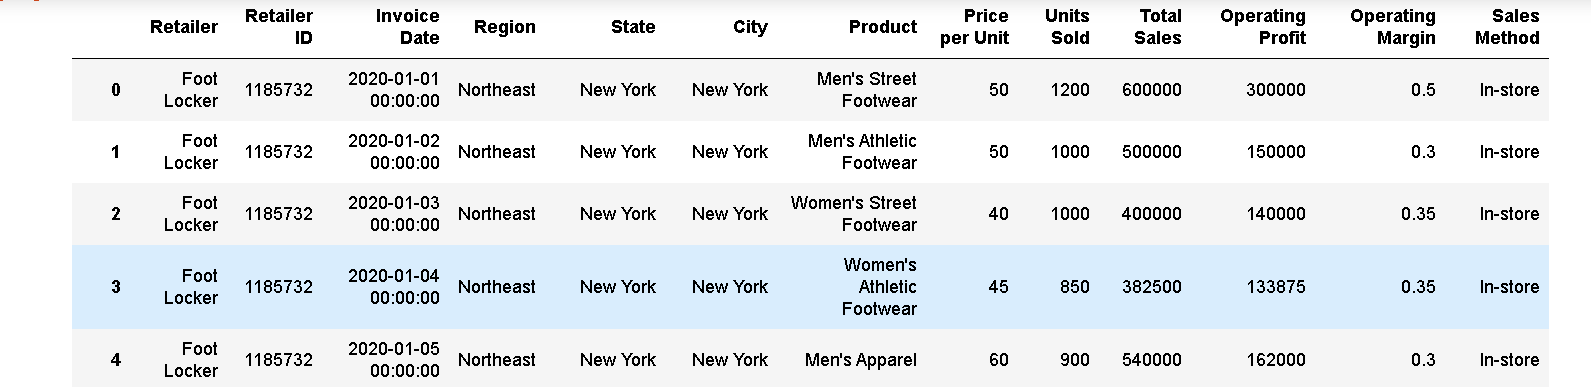 Retailer Retailer ID Invoice Date Region State City Product Price per Unit Units Sold Total Sales Operating Profit Operating Margin Sales Method
0 Foot Locker 1185732 2020-01-01 00:00:00 Northeast New York New York Men's Street Footwear 50 1200 600000 300000 0.5 In-store
1 Foot Locker 1185732 2020-01-02 00:00:00 Northeast New York New York Men's Athletic Footwear 50 1000 500000 150000 0.3 In-store
2 Foot Locker 1185732 2020-01-03 00:00:00 Northeast New York New York Women's Street Footwear 40 1000 400000 140000 0.35 In-store
3 Foot Locker 1185732 2020-01-04 00:00:00 Northeast New York New York Women's Athletic Footwear 45 850 382500 133875 0.35 In-store
4 Foot Locker 1185732 2020-01-05 00:00:00 Northeast New York New York Men's Apparel 60 900 540000 162000 0.3 In-store